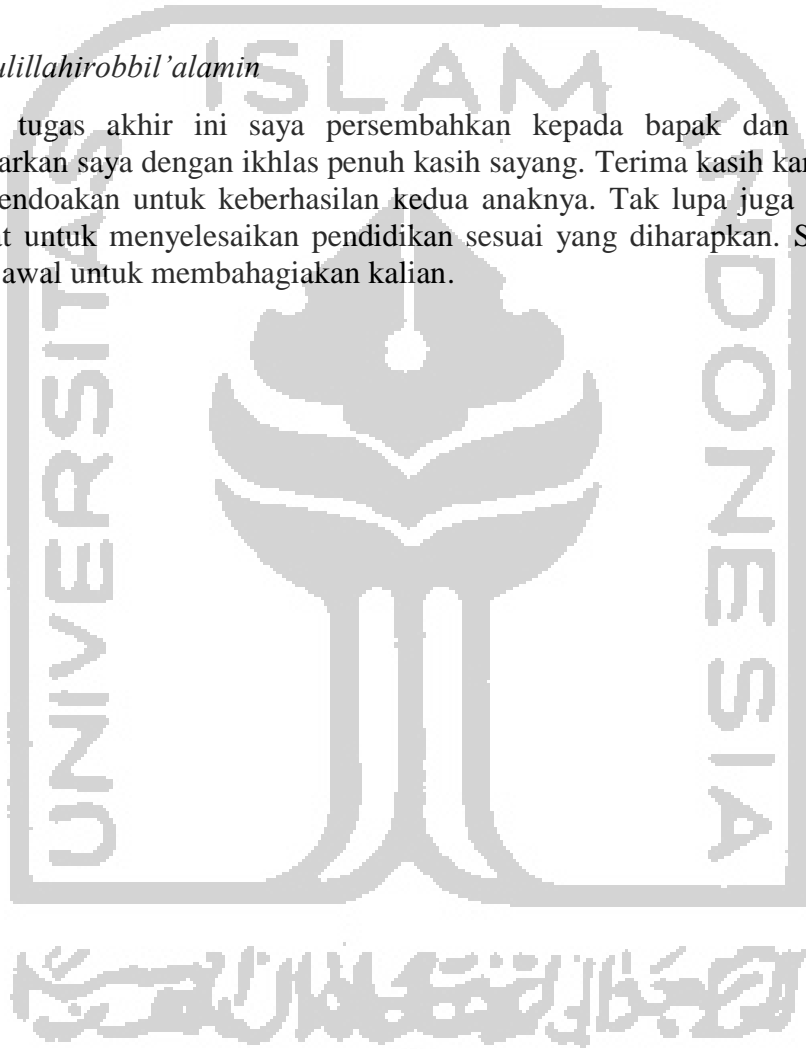 ISLAM
ulillahirobbil’alamin
tugas akhir ini saya persembahkan kepada bapak dan
arkan saya dengan ikhlas penuh kasih sayang. Terima kasih kar
endoakan untuk keberhasilan kedua anaknya. Tak lupa juga
t untuk menyelesaikan pendidikan sesuai yang diharapkan. S
awal untuk membahagiakan kalian.
UNIVERSITAS
INDONESIA